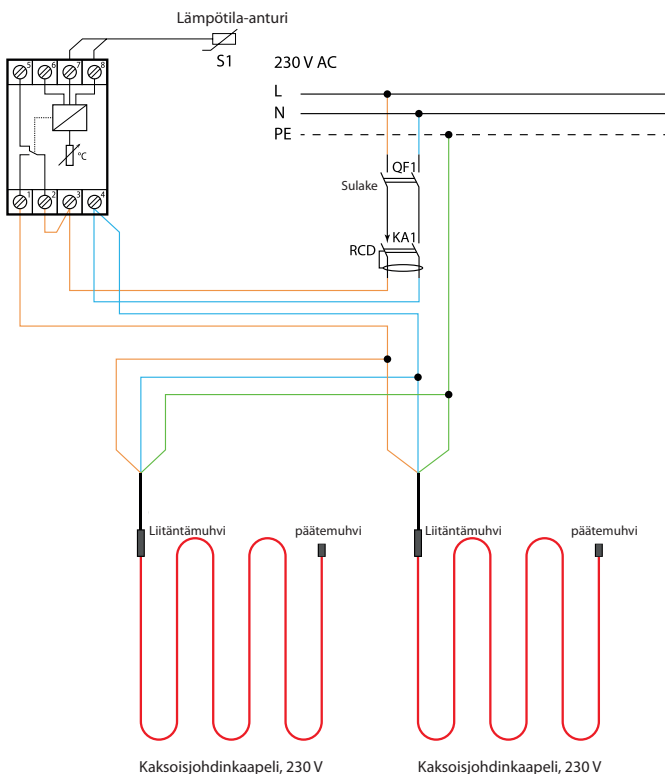 Lämpötila-anturi
S1
230 V AC
5 6 7 8
L
N
PE
°C
QF1
Sulake
1 2 3 4
KA1
RCD
Liitäntämuhvi päätemuhvi Liitäntämuhvi päätemuhvi
Kaksoisjohdinkaapeli, 230 V Kaksoisjohdinkaapeli, 230 V